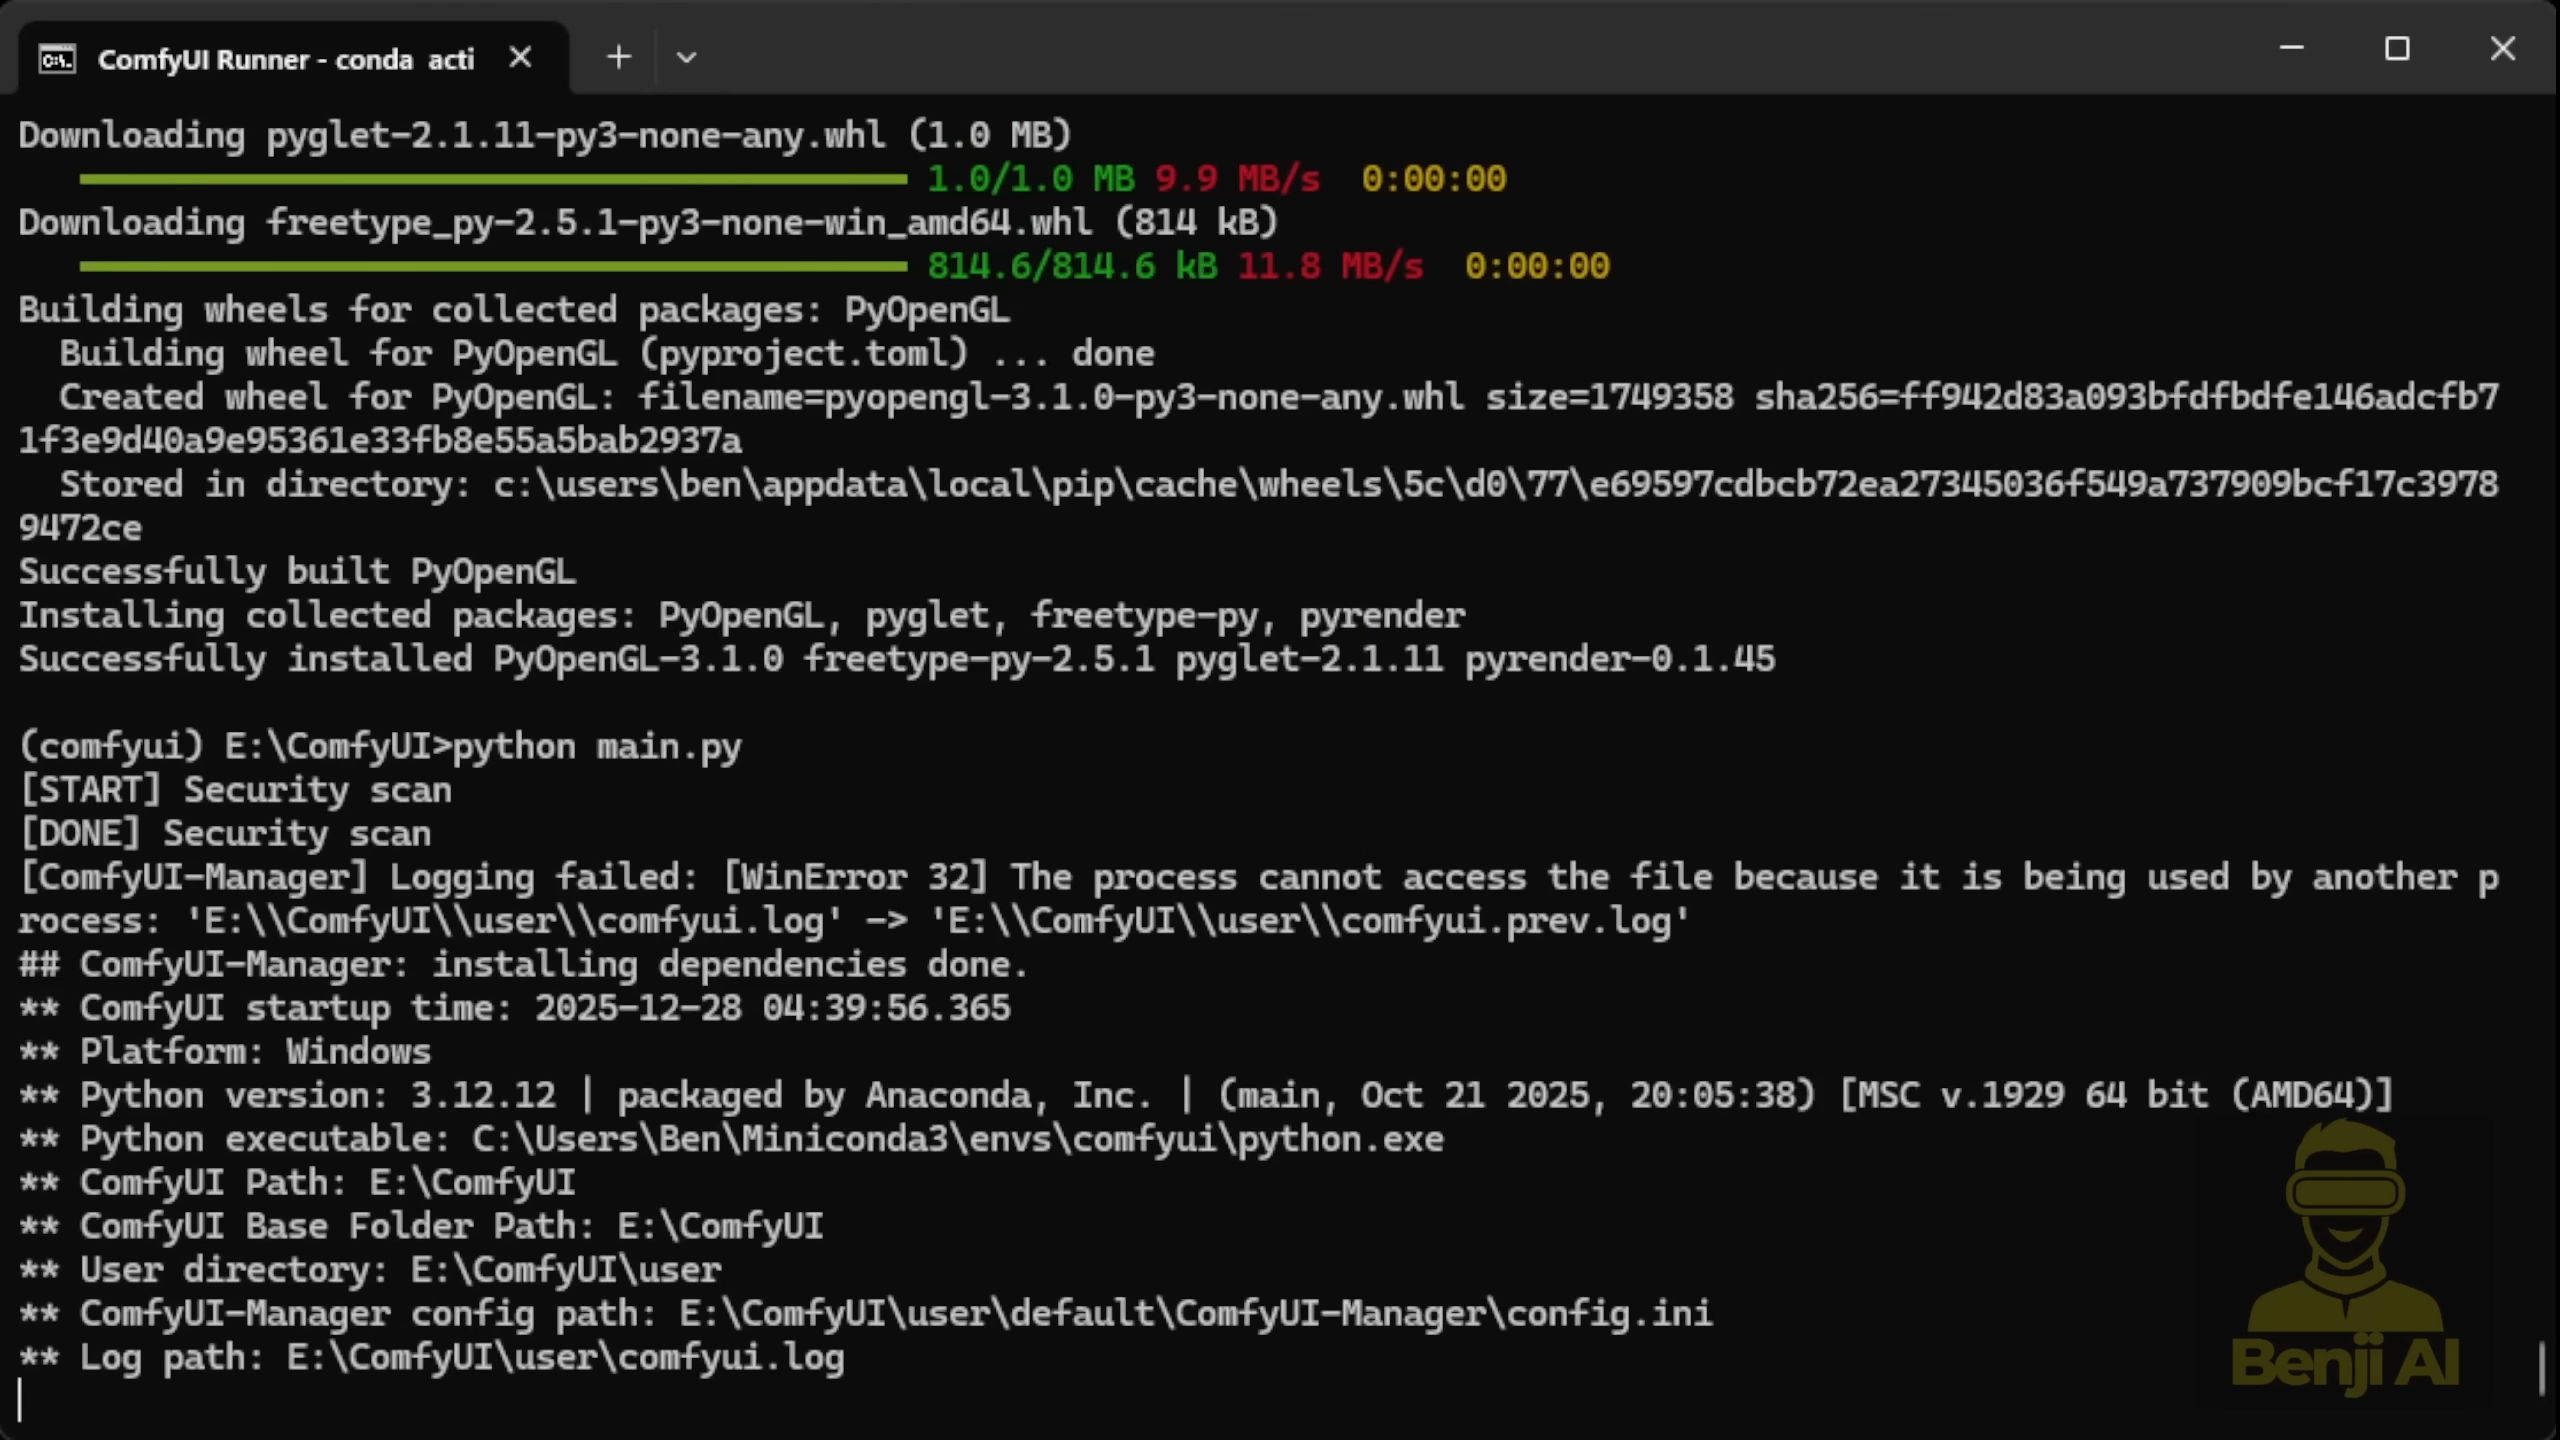 ComfyUI Runner - conda acti
Downloading pyglet-2.1.11-py3-none-any.whl (1.0 MB)
1.0/1.0 MB 9.9 MB/s 0:00:00
Downloading freetype_py-2.5.1-py3-none-win_amd64.whl (814 kB)
814.6/814.6 kB 11.8 MB/s 0:00:00
Building wheels for collected packages: PyOpenGL
Building wheel for PyOpenGL (pyproject.toml) ... done
Created wheel for PyOpenGL: filename=pyopengl-3.1.0-py3-none-any.whl size=1749358 sha256=ff942d83a093bfdfbdfe146adcfb7
1f3e9d40a9e95361e33fb8e55a5bab2937a
Stored in directory: c:\users\ben\appdata\local\pip\cache\wheels\5c\d0\77\e69597cdbcb72ea27345036f549a737909bcf17c3978
9472ce
Successfully built PyOpenGL
Installing collected packages: PyOpenGL, pyglet, freetype-py, pyrender
Successfully installed PyOpenGL-3.1.0 freetype-py-2.5.1 pyglet-2.1.11 pyrender-0.1.45
(comfyui) E:\ComfyUI>python main.py
[START] Security scan
[DONE] Security scan
[ComfyUI-Manager] Logging failed: [WinError 32] The process cannot access the file because it is being used by another p
rocess: 'E:\\ComfyUI\\user\\comfyui.log' -> 'E:\\ComfyUI\\user\\comfyui.prev.log'
## ComfyUI-Manager: installing dependencies done.
** ComfyUI startup time: 2025-12-28 04:39:56.365
** Platform: Windows
** Python version: 3.12.12 | packaged by Anaconda, Inc. | (main, Oct 21 2025, 20:05:38) [MSC v.1929 64 bit (AMD64)]
** Python executable: C:\Users\Ben\Miniconda3\envs\comfyui\python.exe
** ComfyUI Path: E:\ComfyUI
** ComfyUI Base Folder Path: E:\ComfyUI
** User directory: E:\ComfyUI\user
** ComfyUI-Manager config path: E:\ComfyUI\user\default\ComfyUI-Manager\config.ini
** Log path: E:\ComfyUI\user\comfyui.log
Benji AI